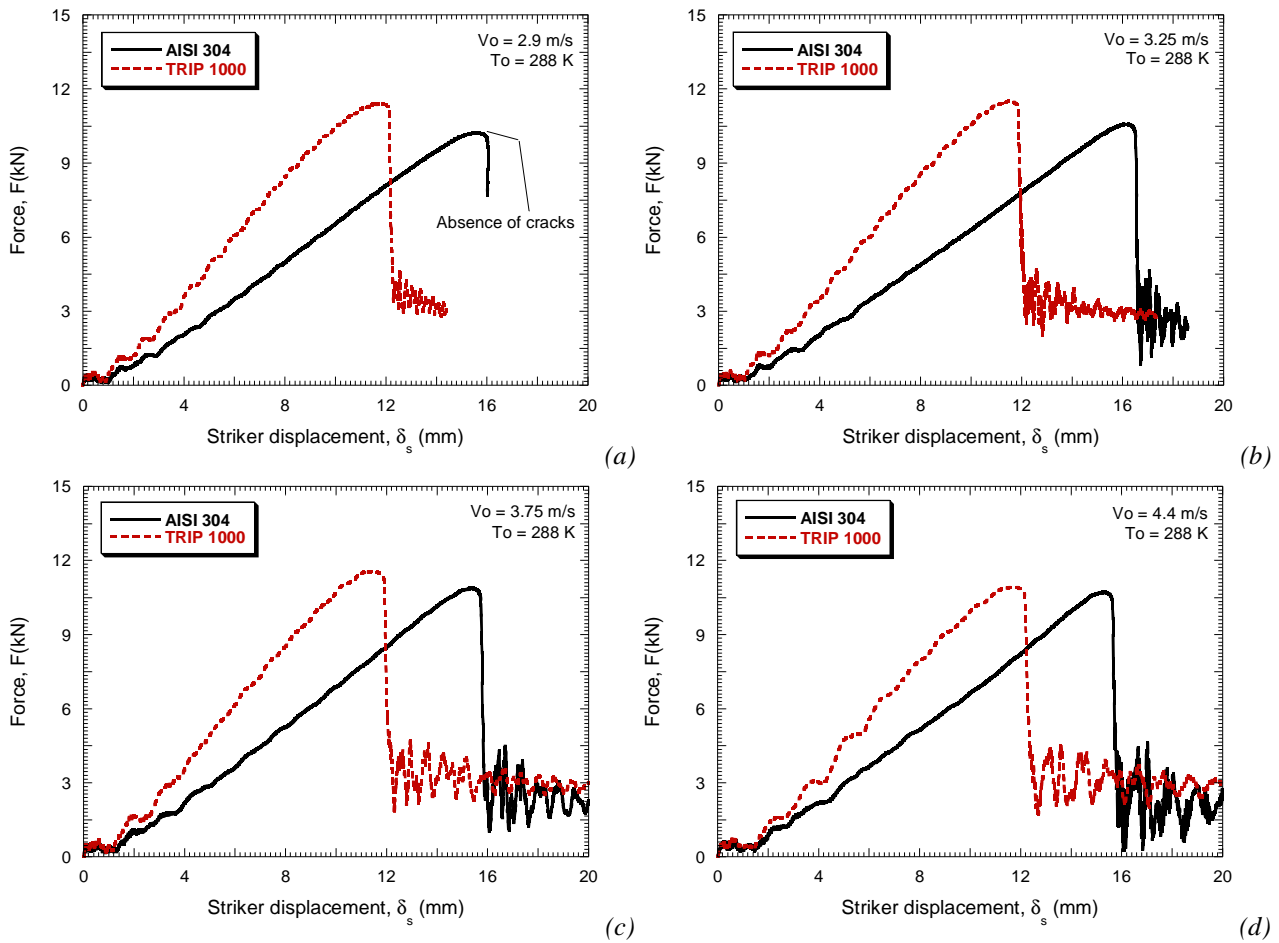 15
12
9
6
3
0
Force, F(kN)
AISI 304
TRIP 1000
Vo = 2.9 m/s
To = 288 K
Absence of cracks
0 4 8 12 16 20
Striker displacement, δs (mm)
(a)
15
12
9
6
3
0
Force, F(kN)
AISI 304
TRIP 1000
Vo = 3.25 m/s
To = 288 K
0 4 8 12 16 20
Striker displacement, δs (mm)
(b)
15
12
9
6
3
0
Force, F(kN)
AISI 304
TRIP 1000
Vo = 3.75 m/s
To = 288 K
0 4 8 12 16 20
Striker displacement, δs (mm)
(c)
15
12
9
6
3
0
Force, F(kN)
AISI 304
TRIP 1000
Vo = 4.4 m/s
To = 288 K
0 4 8 12 16 20
Striker displacement, δs (mm)
(d)